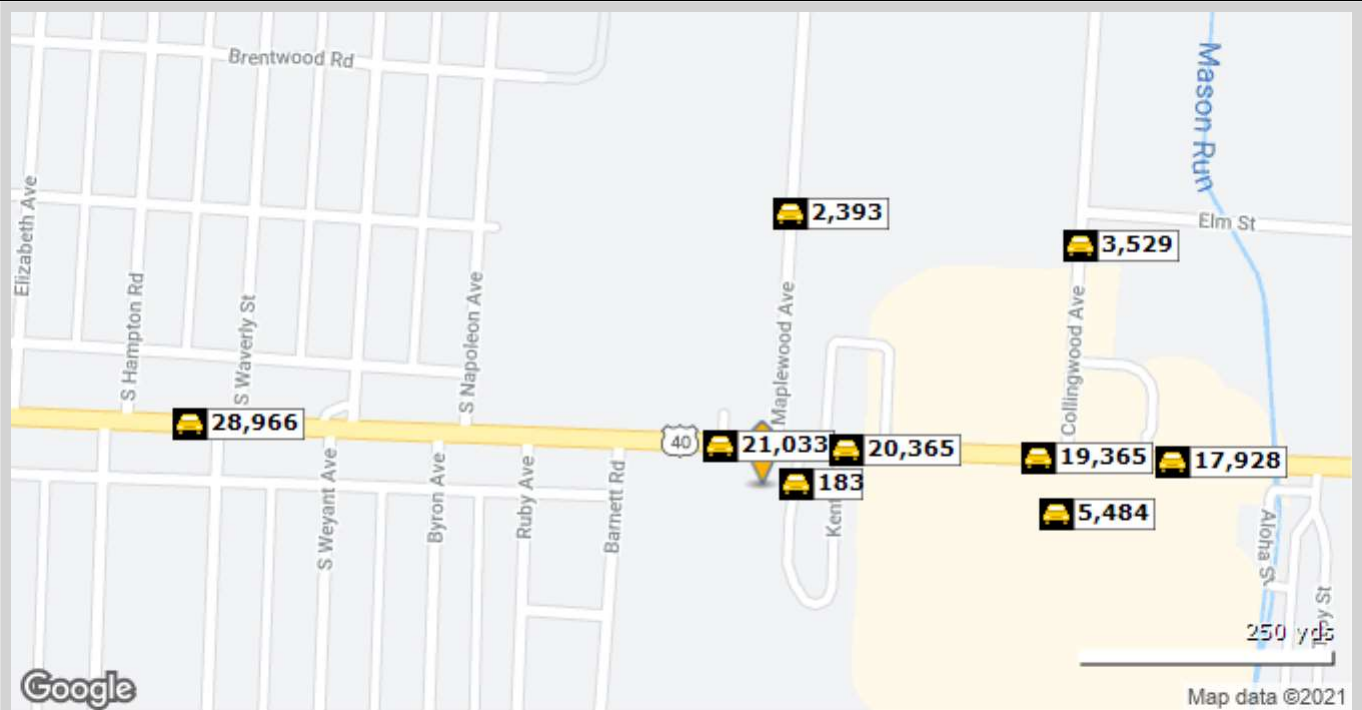 Brentwood Rd
Mason Run
Elizabeth Ave
2,393
Elm St
3,529
S Hampton Rd
S Waverly St
S Napoleon Ave
Maplewood Ave
Collingwood Ave
28,966
40
21,033
20,365
19,365
17,928
183
5,484
S Weyant Ave
Byron Ave
Ruby Ave
Barnett Rd
Kent
Aloha S
oy St
250 yds
Google
Map data ©2021